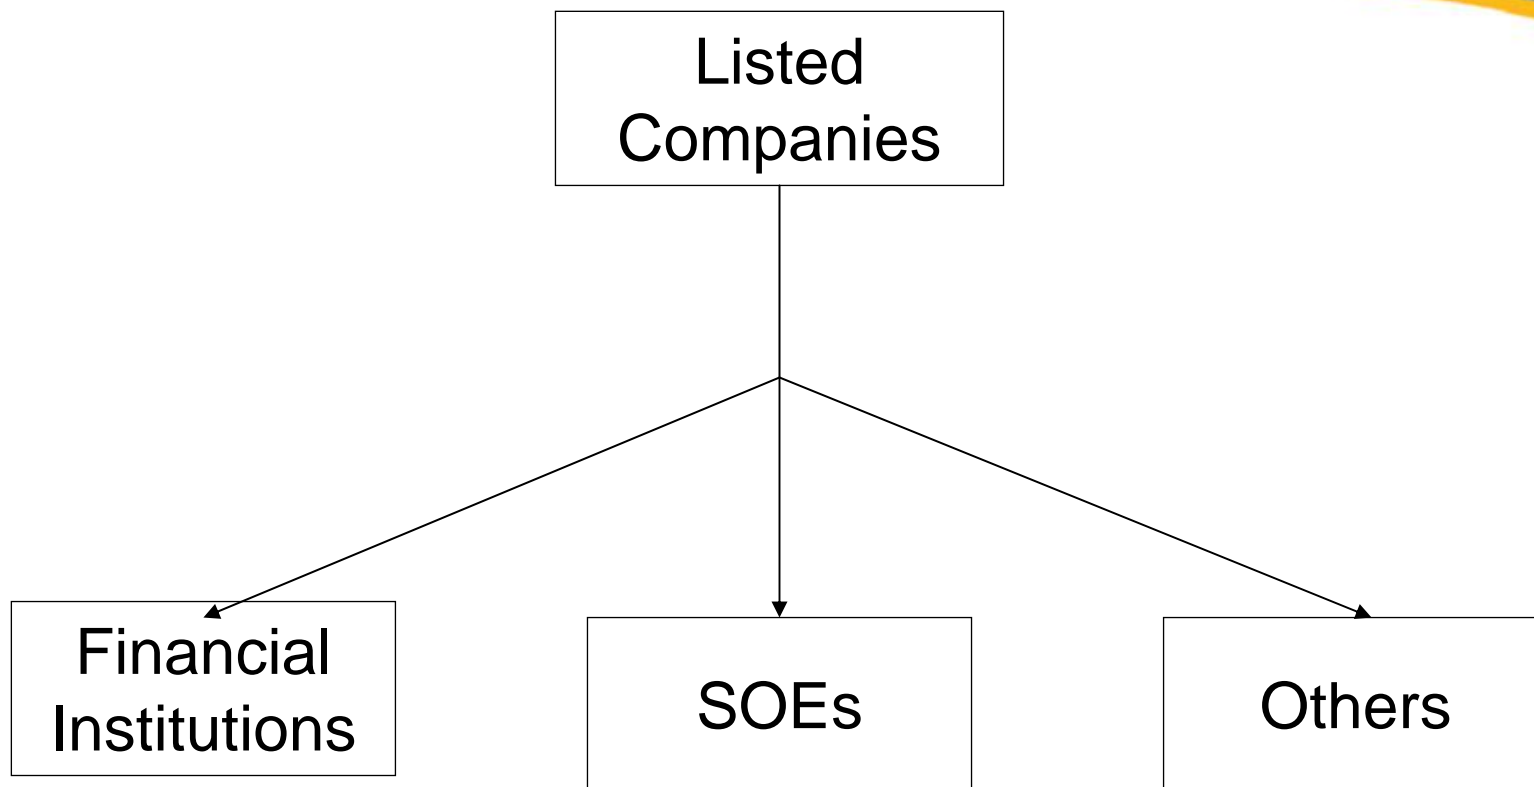 Listed
Companies
Financial
Institutions
SOEs
Others